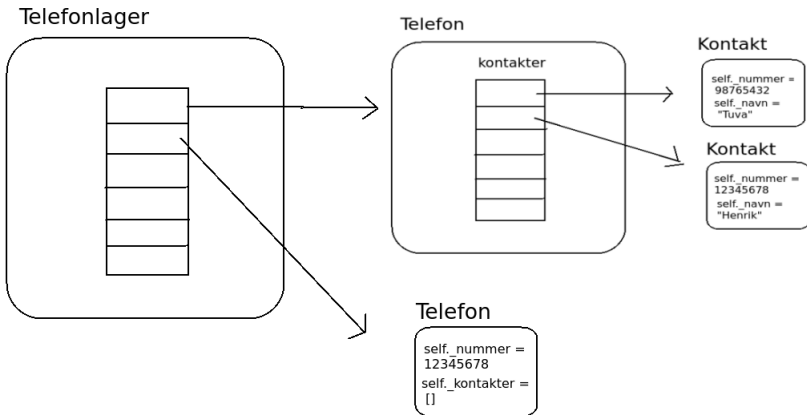 Telefonlager
Telefon
kontakter
Kontakt
self._nummer =
98765432
self._navn =
"Tuva"
Kontakt
self._nummer =
12345678
self._navn =
"Henrik"
Telefon
self._nummer =
12345678
self._kontakter =
[]